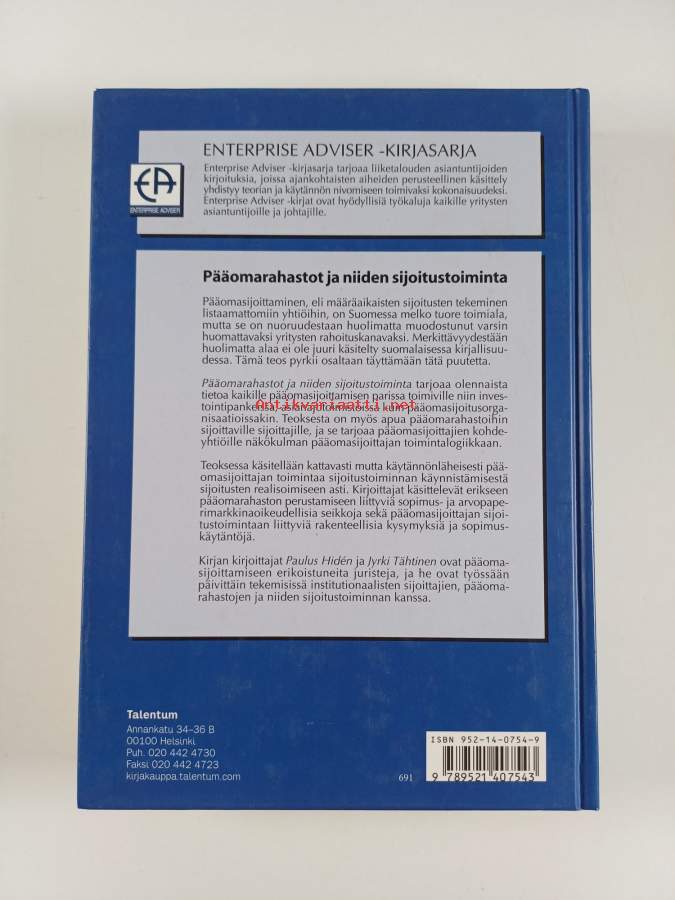 ENTERPRISE ADVISER -KIRJASARJA
Enterprise Adviser -kirjasarja tarjoaa liiketalouden asiantuntijoiden
kirjoituksia, joissa ajankohtaisten aiheiden perusteellinen käsittely
yhdistyy teorian ja käytännön nivomiseen toimivaksi kokonaisuudeksi.
Enterprise Adviser -kirjat ovat hyödyllisiä työkaluja kaikille yritysten
asiantuntijoille ja johtajille.
EA
ENTERPRISE ADVISER
Pääomarahastot ja niiden sijoitustoiminta
Pääomasijoittaminen, eli määräaikaisten sijoitusten tekeminen
listaamattomiin yhtiöihin, on Suomessa melko tuore toimiala,
mutta se on nuoruudestaan huolimatta muodostunut varsin
huomattavaksi yritysten rahoituskanavaksi. Merkittävyydestään
huolimatta alaa ei ole juuri käsitelty suomalaisessa kirjallisuu-
dessa. Tämä teos pyrkii osaltaan täyttämään tätä puutetta.
Pääomarahastot ja niiden sijoitustoiminta tarjoaa olennaista
tietoa kaikille pääomasijoittamisen parissa toimiville niin inves-
Antikvariaatti.net
tointipankeissa, asianajotoimistoissa kuin pääomasijoitusorga-
nisaatioissakin. Teoksesta on myös apua pääomarahastoihin
sijoittaville sijoittajille, ja se tarjoaa pääomasijoittajien kohde-
yhtiöille näkökulman pääomasijoittajan toimintalogiikkaan.
Teoksessa käsitellään kattavasti mutta käytännönläheisesti pää-
omasijoittajan toimintaa sijoitustoiminnan käynnistämisestä
sijoitusten realisoimiseen asti. Kirjoittajat käsittelevät erikseen
pääomarahaston perustamiseen liittyviä sopimus- ja arvopape-
rimarkkinaoikeudellisia seikkoja sekä pääomasijoittajan sijoi-
tustoimintaan liittyviä rakenteellisia kysymyksiä ja sopimus-
käytäntöjä.
Kirjan kirjoittajat Paulus Hidén ja Jyrki Tähtinen ovat pääoma-
sijoittamiseen erikoistuneita juristeja, ja he ovat työssään
päivittäin tekemisissä institutionaalisten sijoittajien, pääoma-
rahastojen ja niiden sijoitustoiminnan kanssa.
Talentum
Annankatu 34–36 B
00100 Helsinki
Puh. 020 442 4730
Faksi 020 442 4723
kirjakauppa.talentum.com
691
ISBN 952-14-0754-9
9 789521 407543